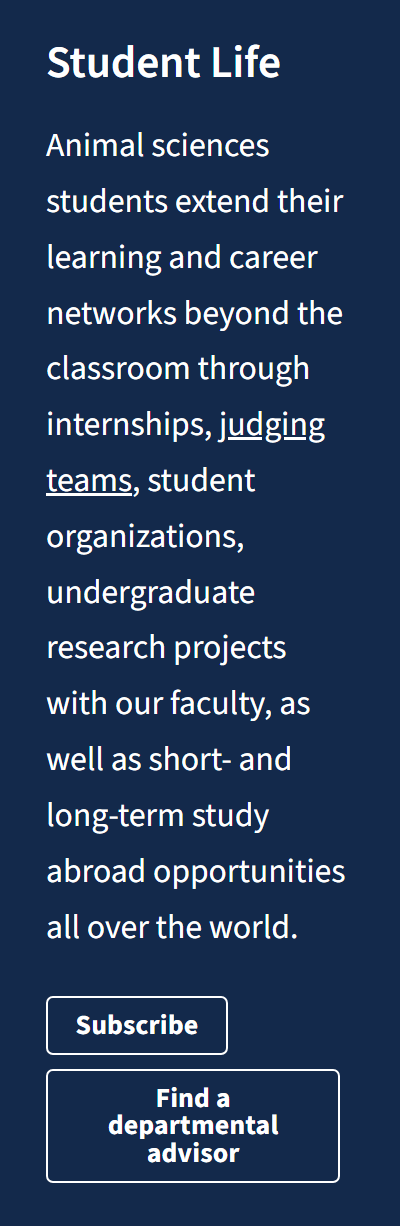 Student Life
Animal sciences
students extend their
learning and career
networks beyond the
classroom through
internships, judging
teams, student
organizations,
undergraduate
research projects
with our faculty, as
well as short- and
long-term study
abroad opportunities
all over the world.
Subscribe
Find a
departmental
advisor